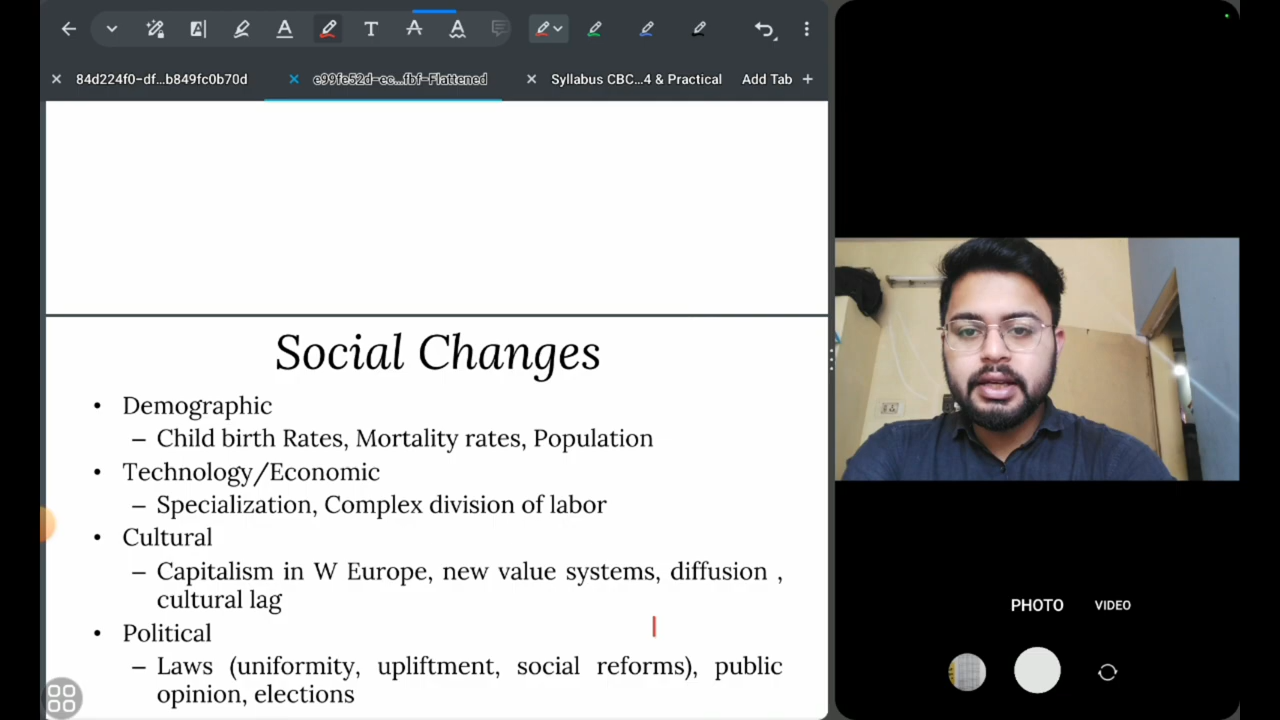 84d224f0-df...b849fc0b70d
e99fe52d-ec...fbf-Flattened
Syllabus CBC...4 & Practical
Add Tab +
Social Changes
• Demographic
– Child birth Rates, Mortality rates, Population
• Technology/Economic
– Specialization, Complex division of labor
• Cultural
– Capitalism in W Europe, new value systems, diffusion ,
cultural lag
• Political
– Laws (uniformity, upliftment, social reforms), public
opinion, elections
PHOTO
VIDEO